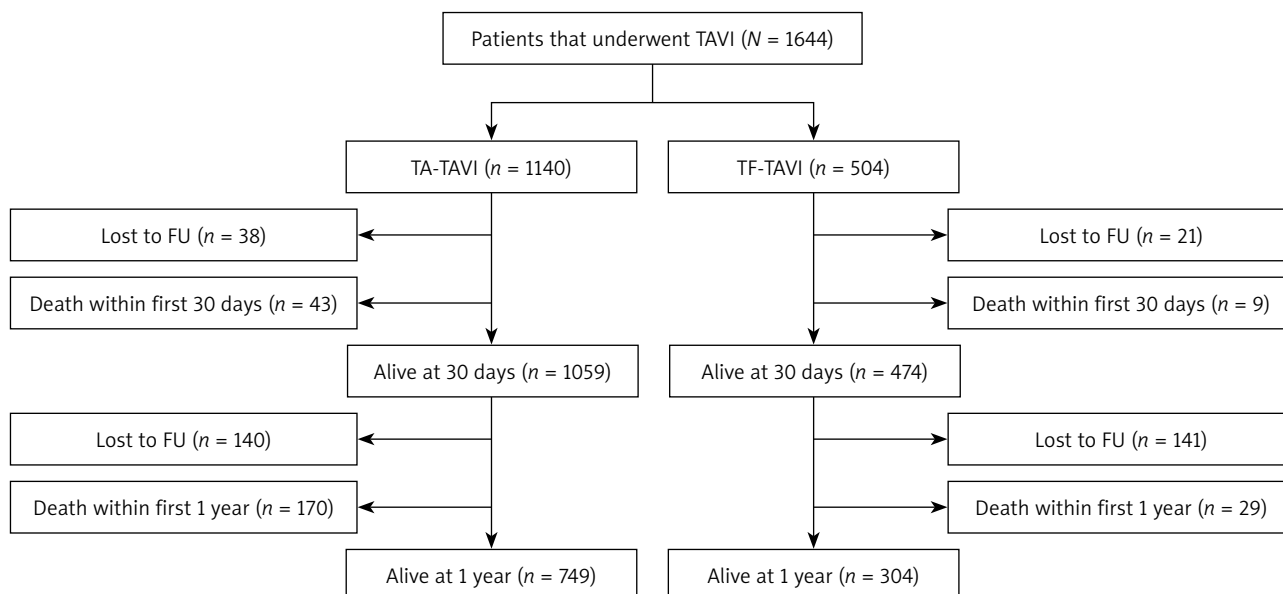 Patients that underwent TAVI (N = 1644)
TA-TAVI (n = 1140)
TF-TAVI (n = 504)
Lost to FU (n = 38)
Lost to FU (n = 21)
Death within first 30 days (n = 43)
Death within first 30 days (n = 9)
Alive at 30 days (n = 1059)
Alive at 30 days (n = 474)
Lost to FU (n = 140)
Lost to FU (n = 141)
Death within first 1 year (n = 170)
Death within first 1 year (n = 29)
Alive at 1 year (n = 749)
Alive at 1 year (n = 304)